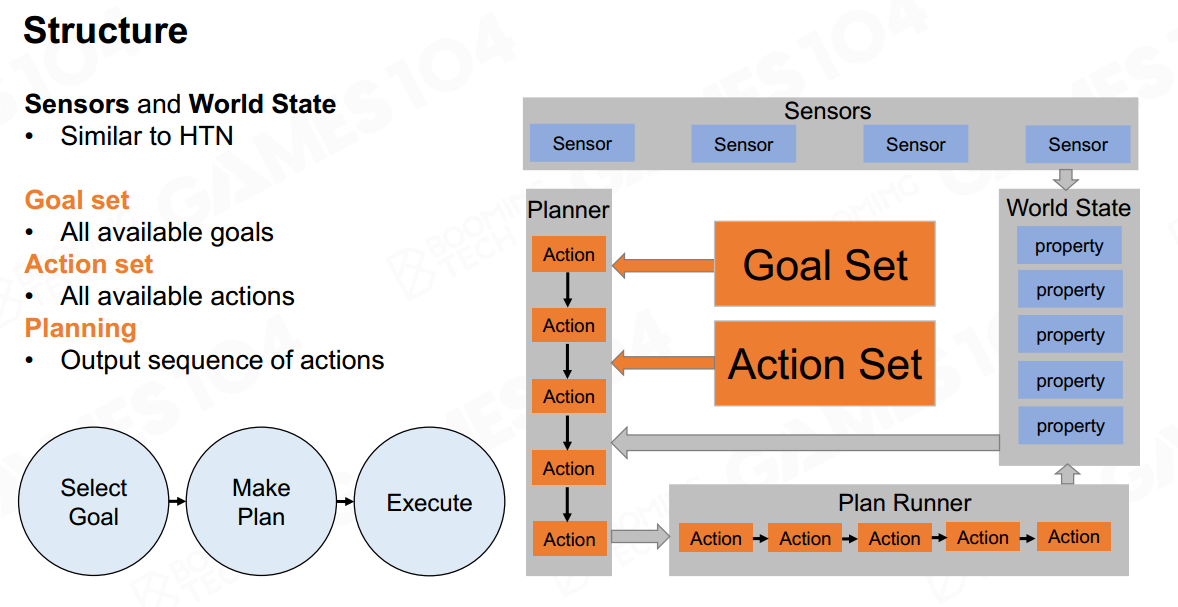 Structure
Sensors and World State
• Similar to HTN
Goal set
• All available goals
Action set
• All available actions
Planning
• Output sequence of actions
Select
Goal
Make
Plan
Execute
Sensors
Sensor Sensor Sensor Sensor
Planner
Action
Action
Action
Action
Action
Goal Set
Action Set
World State
property
property
property
property
property
Plan Runner
Action Action Action Action Action
GAMES104
BOOMING
TECH